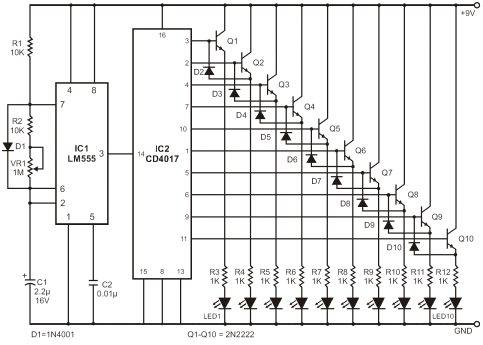 +9V
R1
10K
16
3
Q1
D2
2
Q2
D3
4
Q3
D4
7
Q4
D5
10
Q5
D6
1
Q6
D7
5
Q7
D8
6
Q8
D9
9
Q9
D10
11
Q10
4 8
7
R2
10K
D1
VR1
1M
IC1
LM555
3
14
IC2
CD4017
6
2
1 5
15 8 13
C1
2.2µ
16V
+
C2
0.01µ
R3 R4 R5 R6 R7 R8 R9 R10 R11 R12
1K 1K 1K 1K 1K 1K 1K 1K 1K 1K
LED1 LED10
GND
D1=1N4001 Q1-Q10 = 2N2222